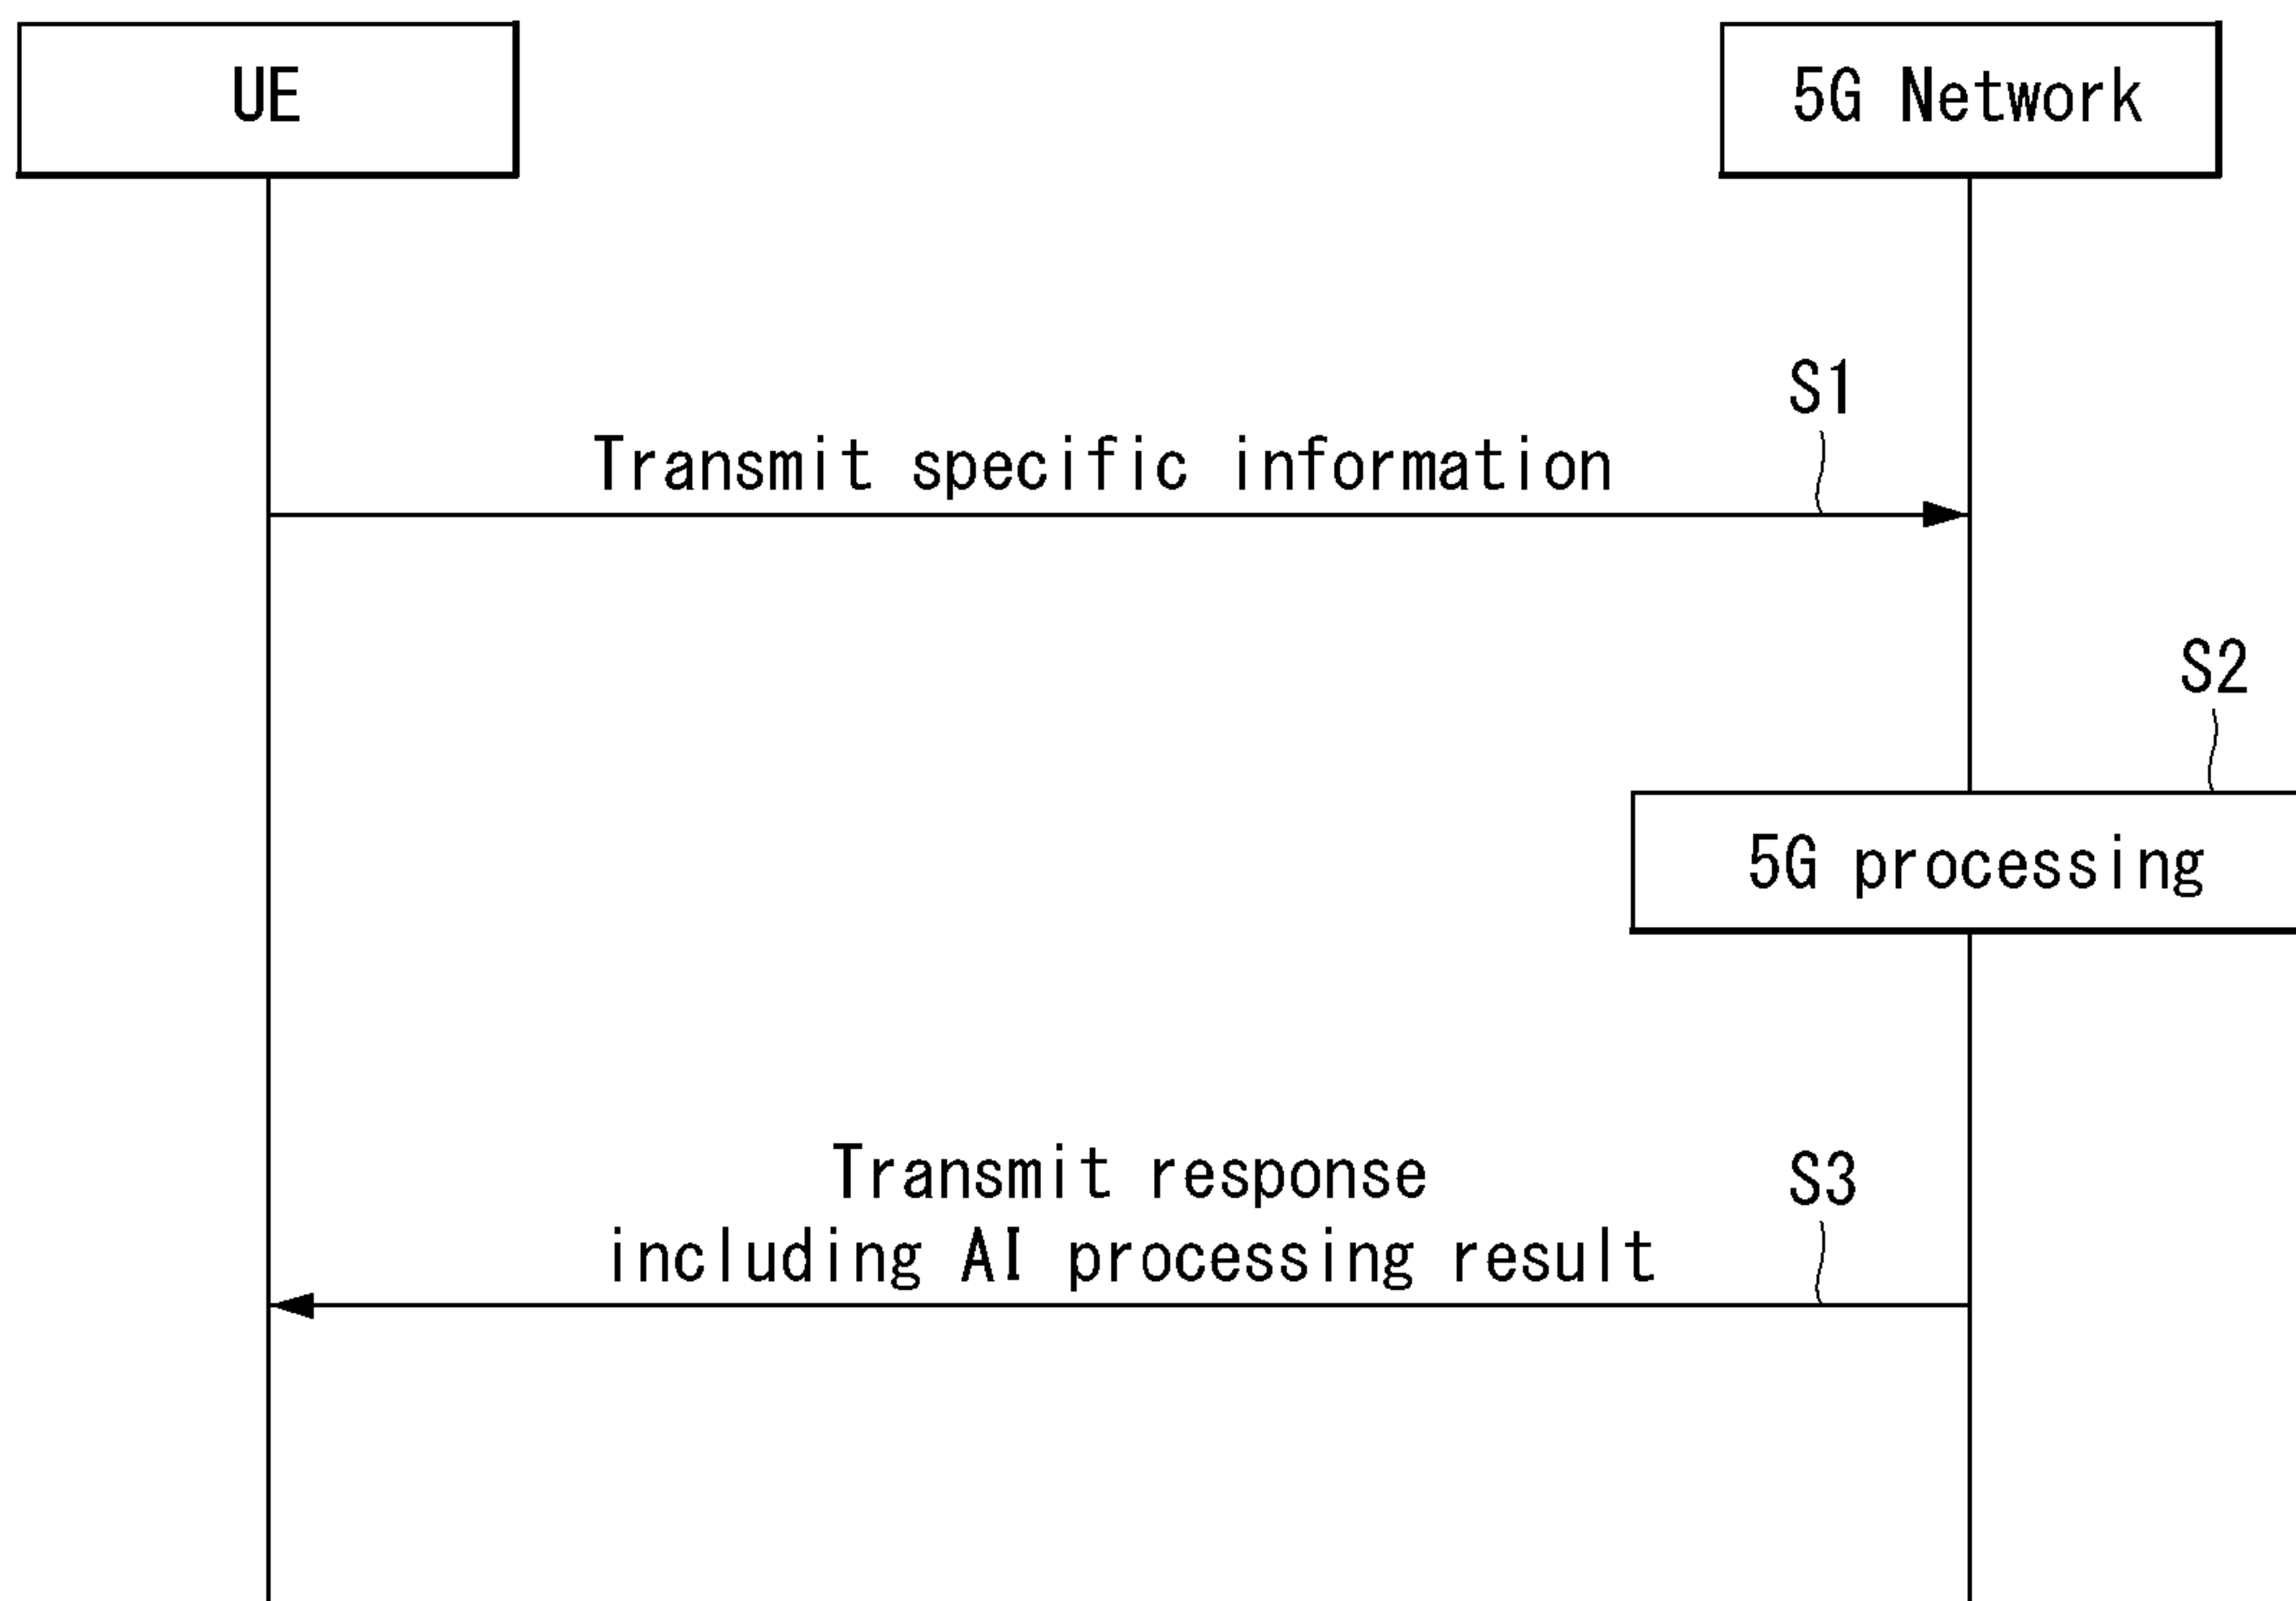 UE
5G Network
S1
Transmit specific information
S2
5G processing
Transmit response
S3
including AI processing result